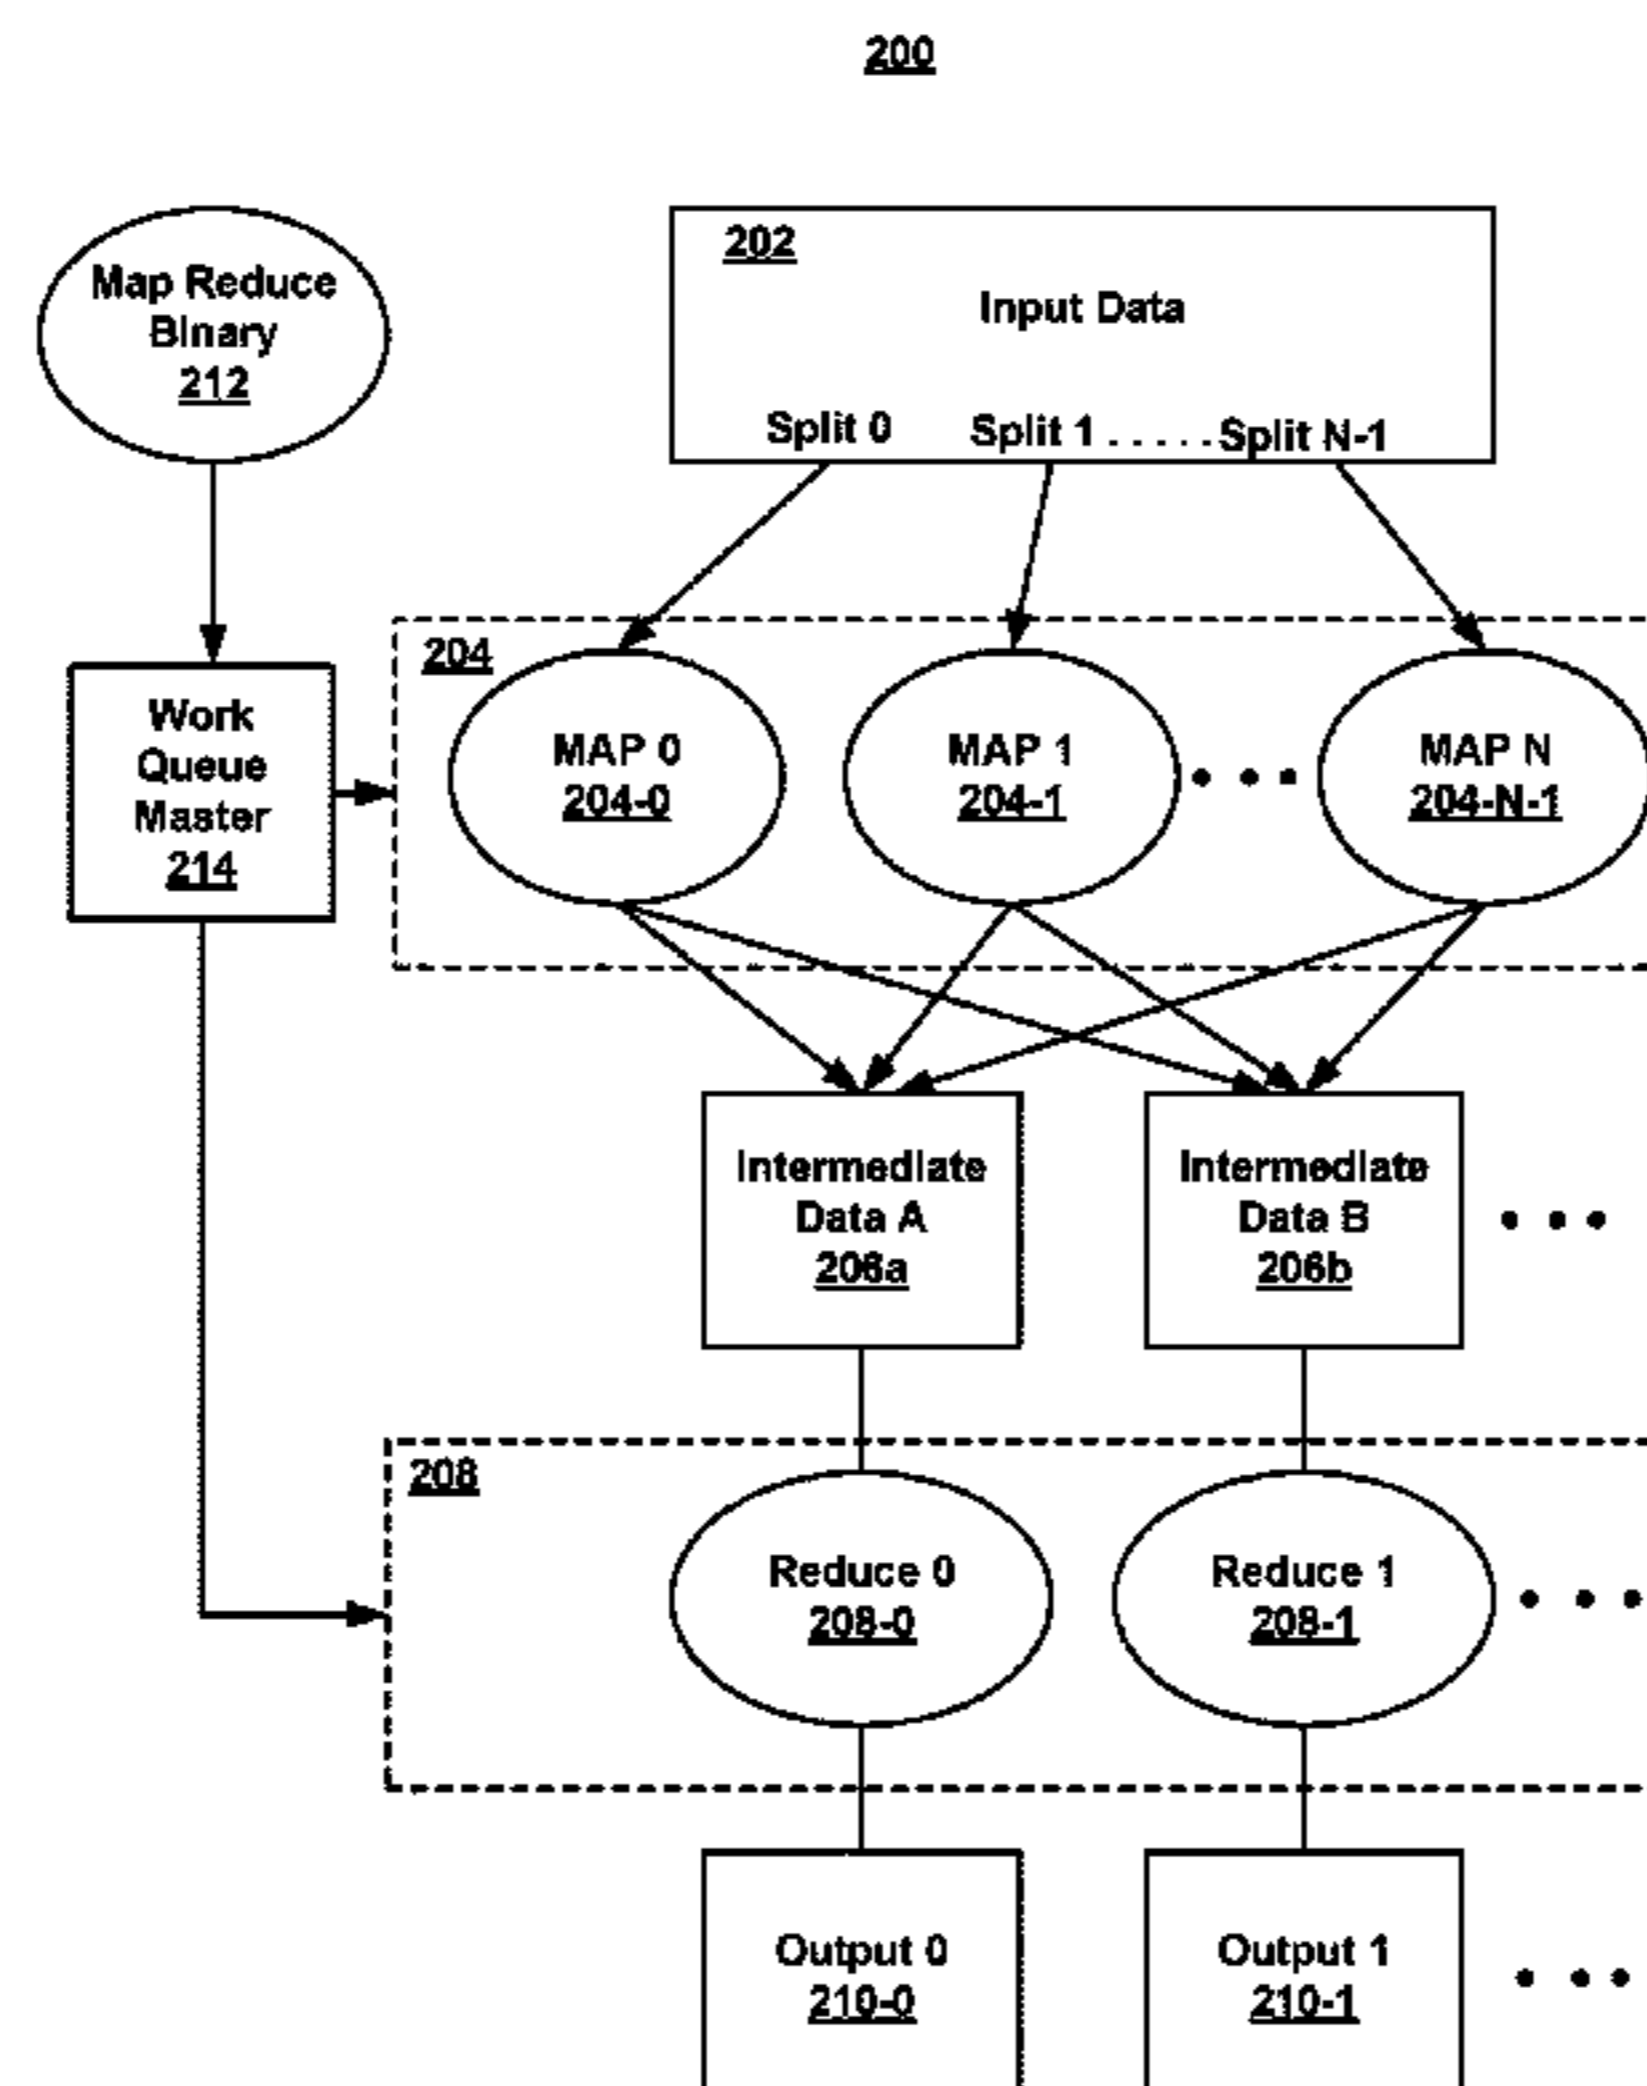 200
Map Reduce
Binary
212
202
Input Data
Split 0 Split 1 . . . . . Split N-1
Work
Queue
Master
214
204
MAP 0
204-0
MAP 1
204-1
MAP N
204-N-1
Intermediate
Data A
206a
Intermediate
Data B
206b
208
Reduce 0
208-0
Reduce 1
208-1
Output 0
210-0
Output 1
210-1